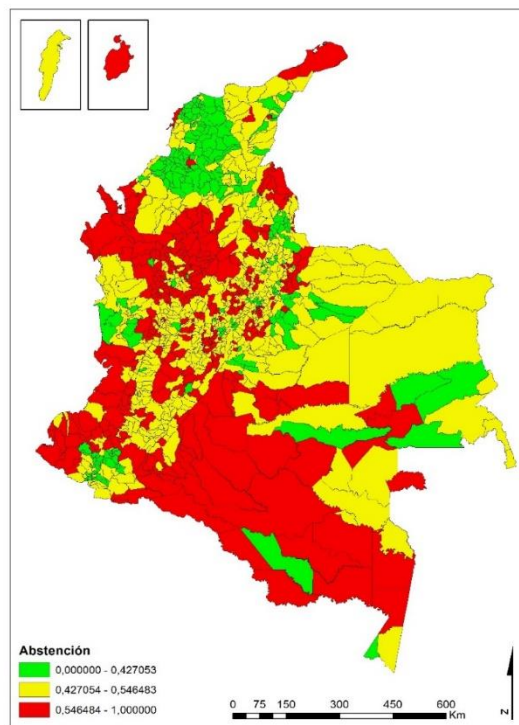 Abstención
0,000000 - 0,427053
0,427054 - 0,546483
0,546484 - 1,000000
0 75 150 300 450 600
Km
N